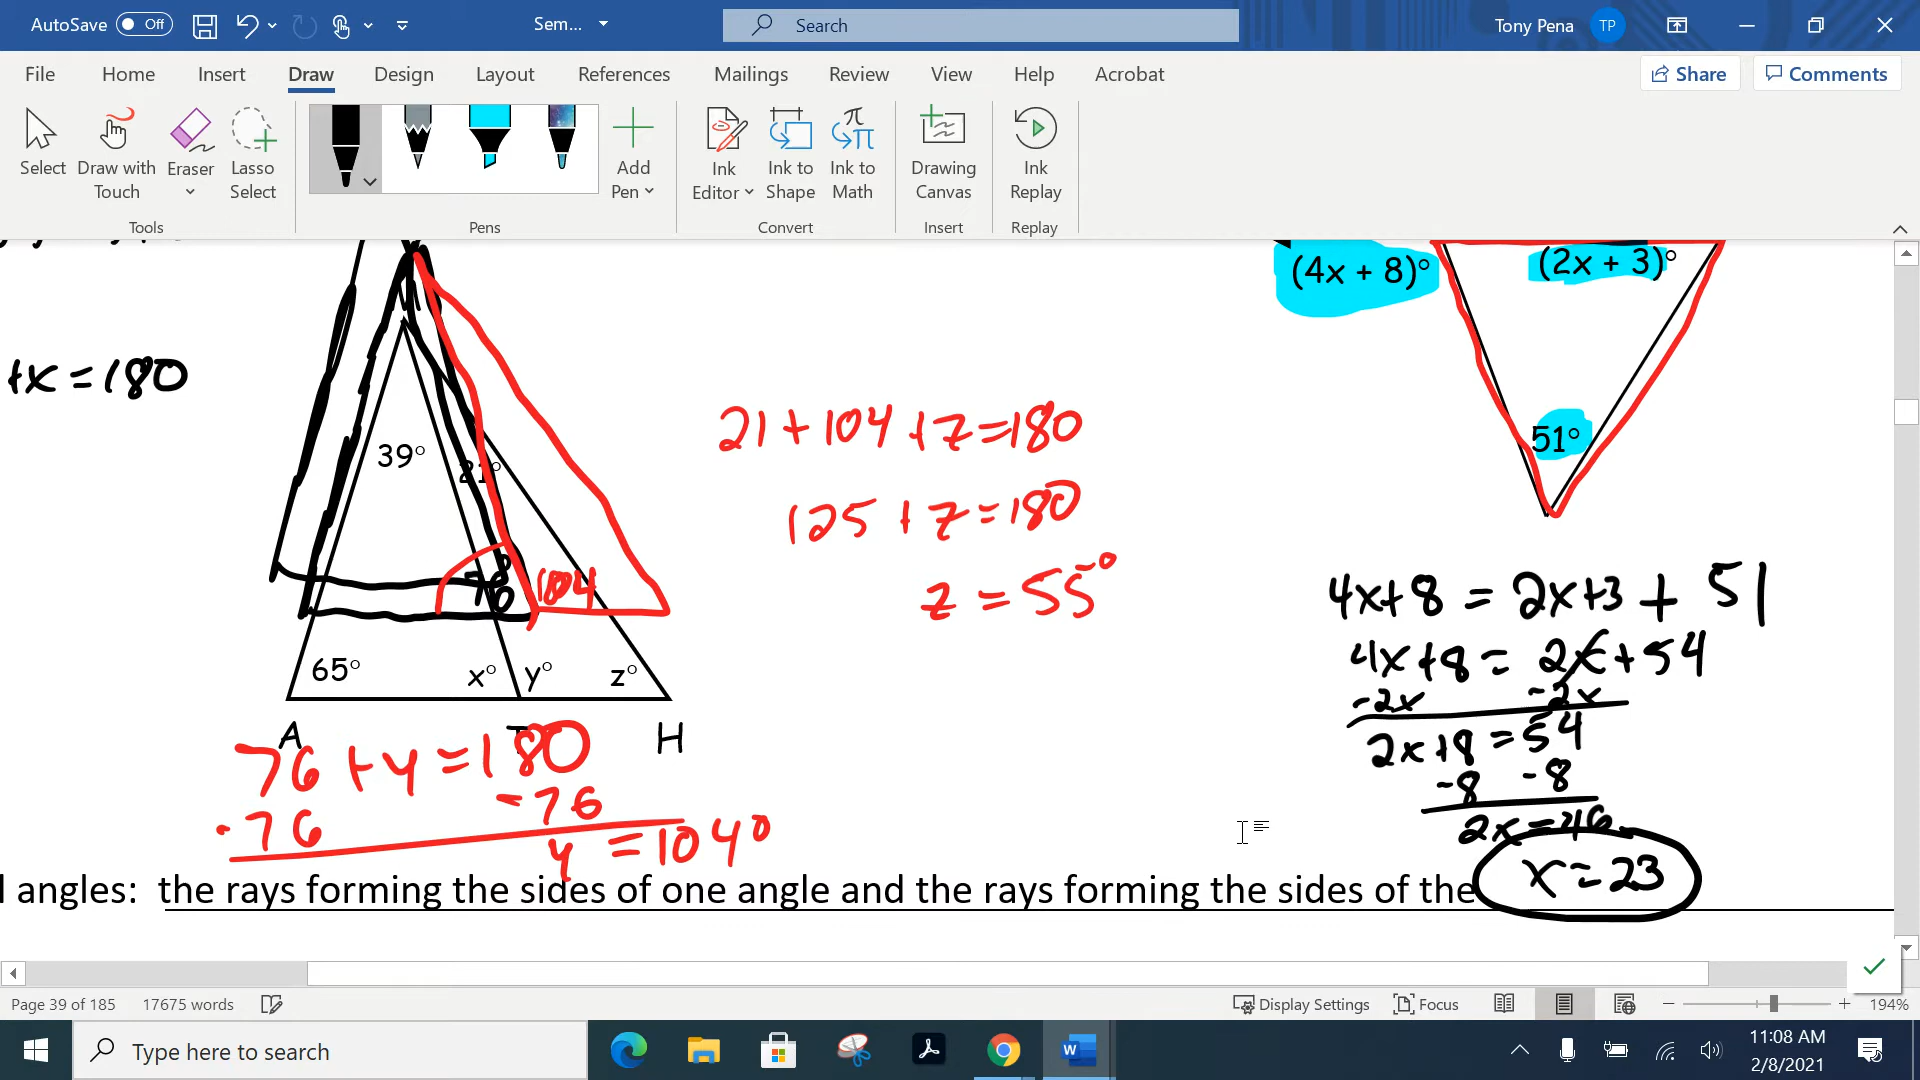 AutoSave Off Sem... Search Tony Pena TP
File Home Insert Draw Design Layout References Mailings Review View Help Acrobat Share Comments
Select Draw with Touch Eraser Lasso Select Add Pen Ink Editor Ink to Shape Ink to Math Drawing Canvas Ink Replay
Tools Pens Convert Insert Replay
+x = 180
39°
21°
76
104
65° x° y° z°
A T H
76 + y = 180
-76 -76
y = 104°
21 + 104 + z = 180
125 + z = 180
z = 55°
(4x + 8)° (2x + 3)°
51°
4x+8 = 2x+3 + 51
4x+8 = 2x+54
-2x -2x
2x+8 = 54
-8 -8
2x = 46
x = 23
l angles: the rays forming the sides of one angle and the rays forming the sides of the
Page 39 of 185 17675 words Display Settings Focus 194%
Type here to search
11:08 AM
2/8/2021